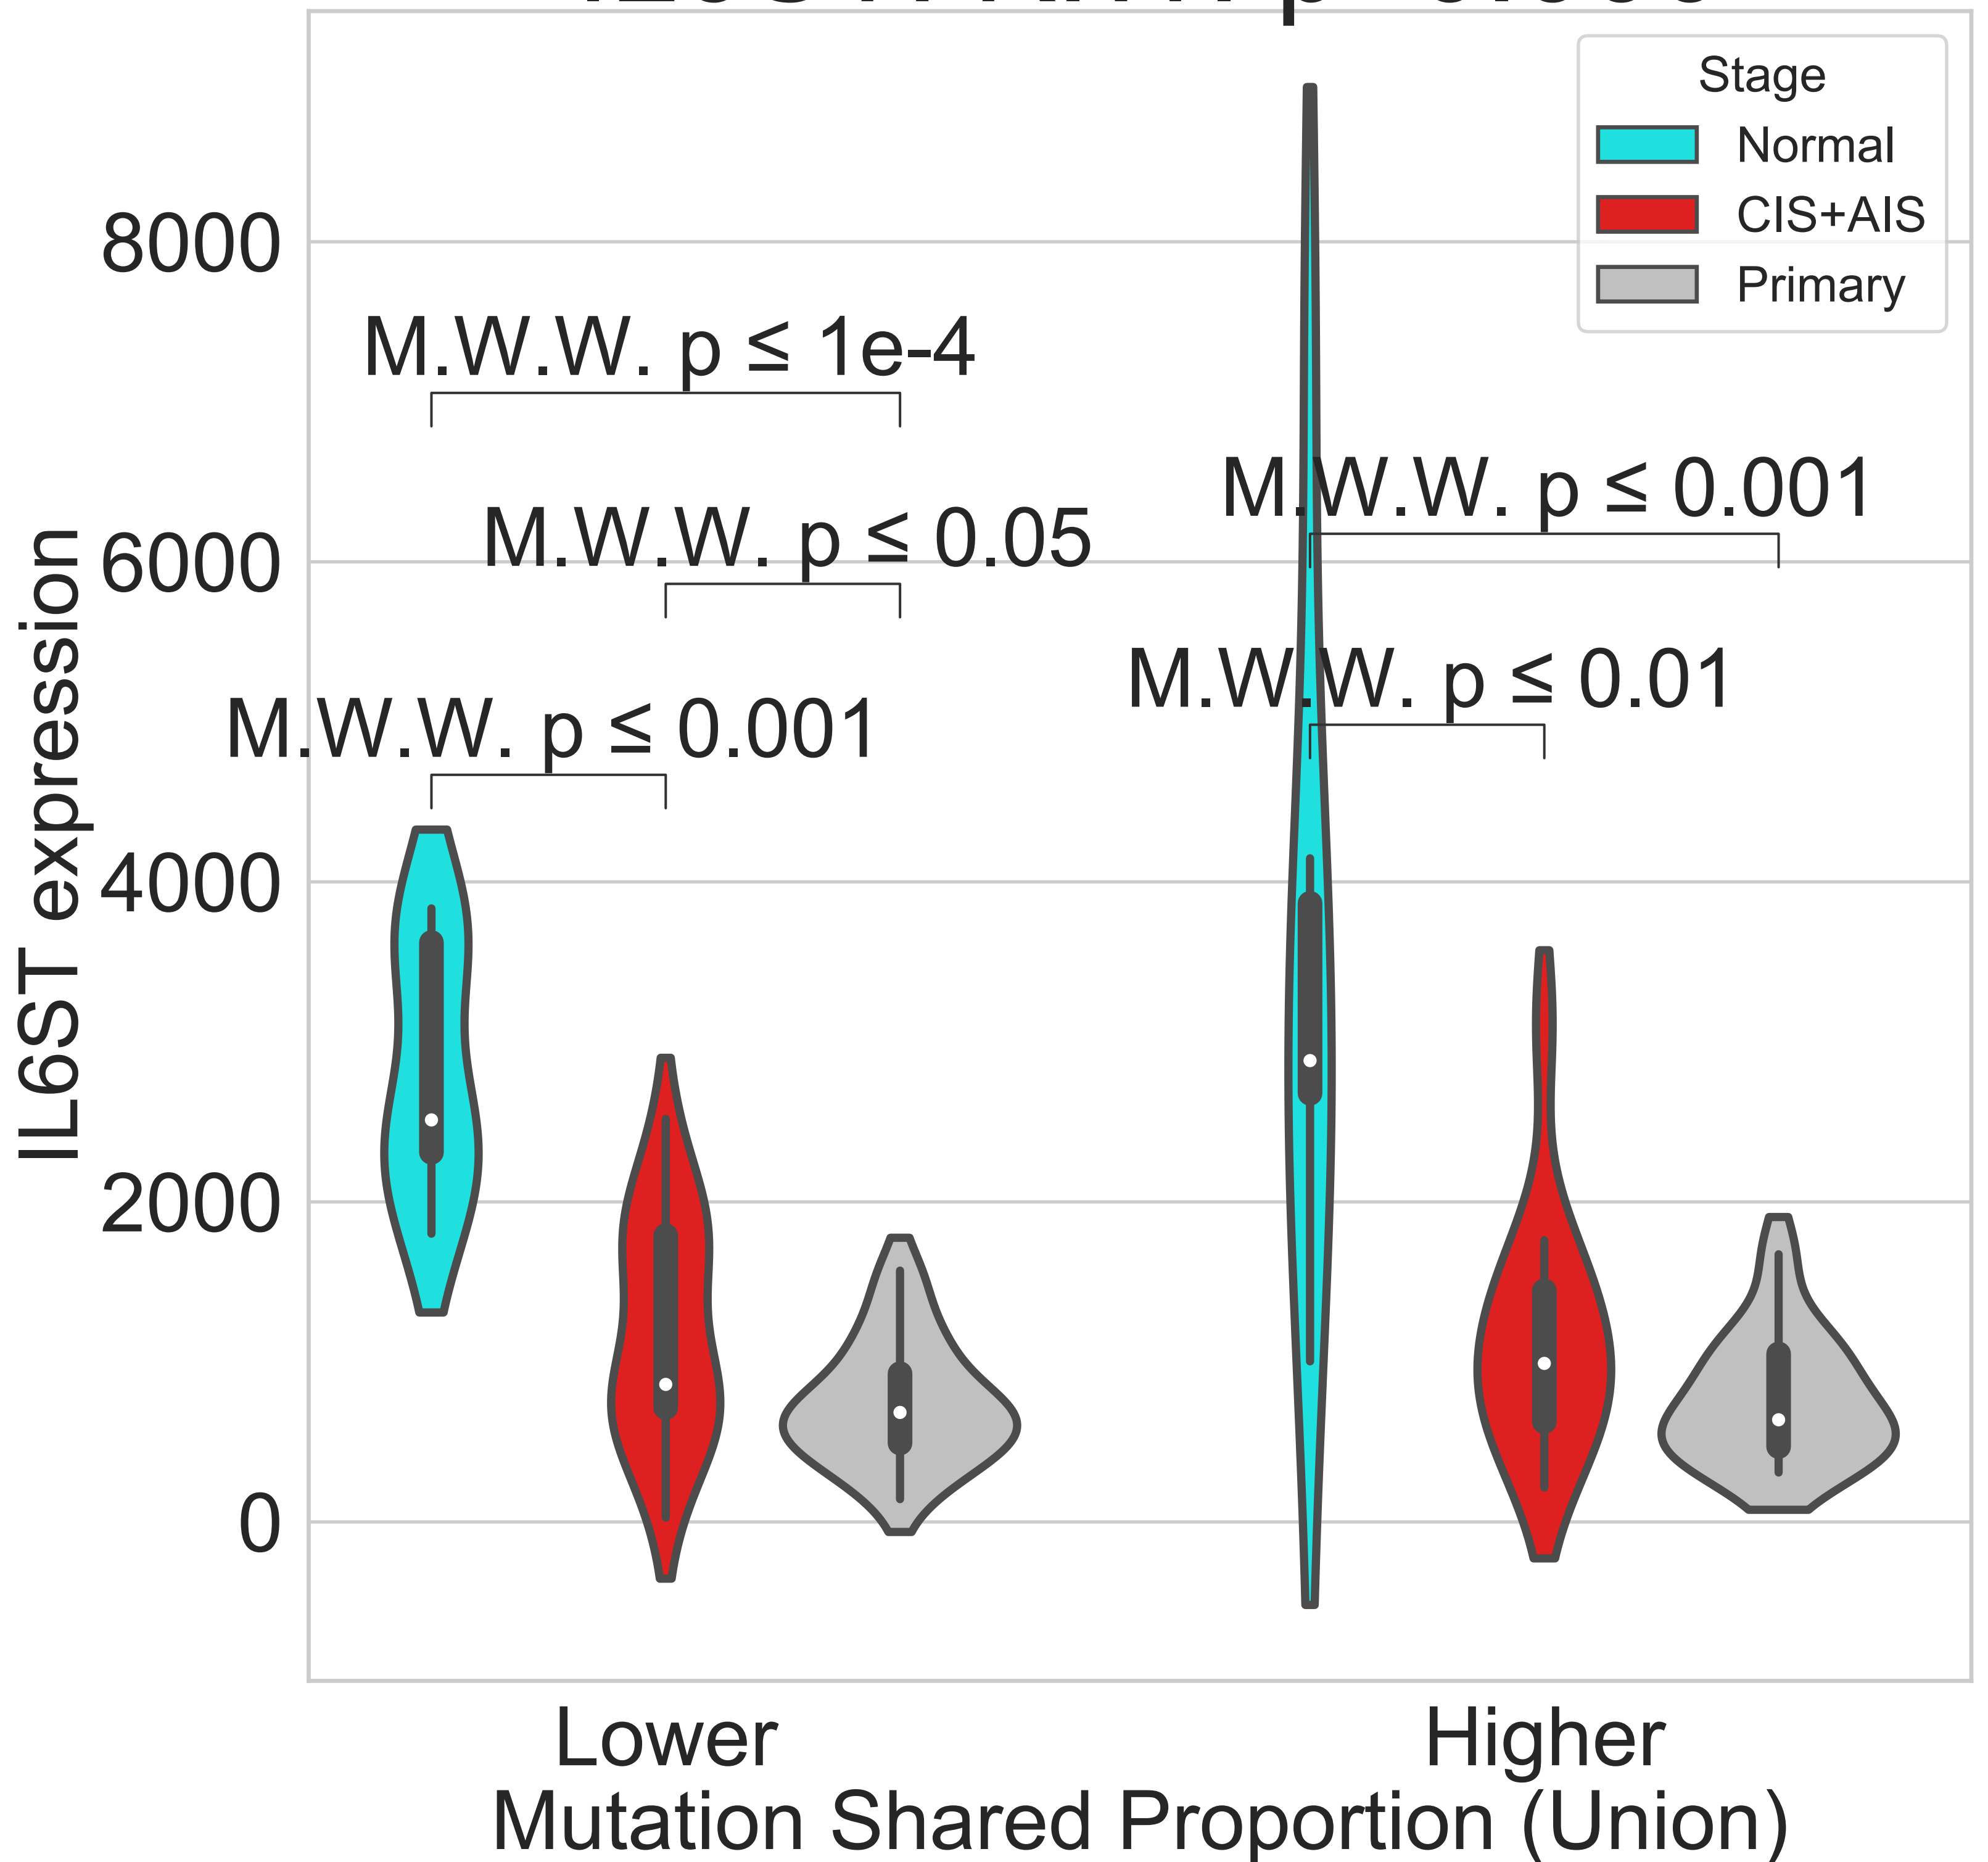 Stage
Normal
CIS+AIS
Primary
8000
6000
4000
2000
0
IL6ST expression
M.W.W. p ≤ 1e-4
M.W.W. p ≤ 0.05
M.W.W. p ≤ 0.001
M.W.W. p ≤ 0.001
M.W.W. p ≤ 0.01
Lower
Higher
Mutation Shared Proportion (Union)